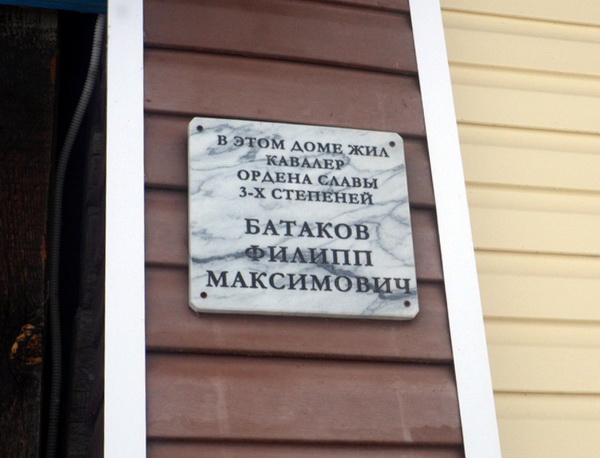 В ЭТОМ ДОМЕ ЖИЛ
КАВАЛЕР
ОРДЕНА СЛАВЫ
3-Х СТЕПЕНЕЙ
БАТАКОВ
ФИЛИПП
МАКСИМОВИЧ